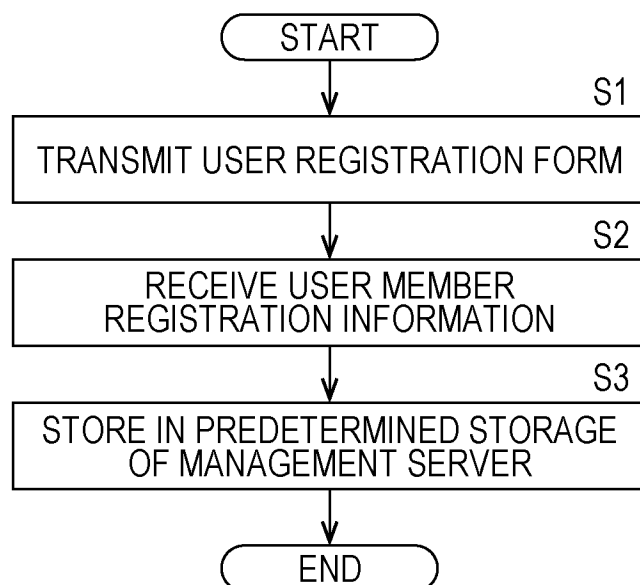 START
S1
TRANSMIT USER REGISTRATION FORM
S2
RECEIVE USER MEMBER
REGISTRATION INFORMATION
S3
STORE IN PREDETERMINED STORAGE
OF MANAGEMENT SERVER
END